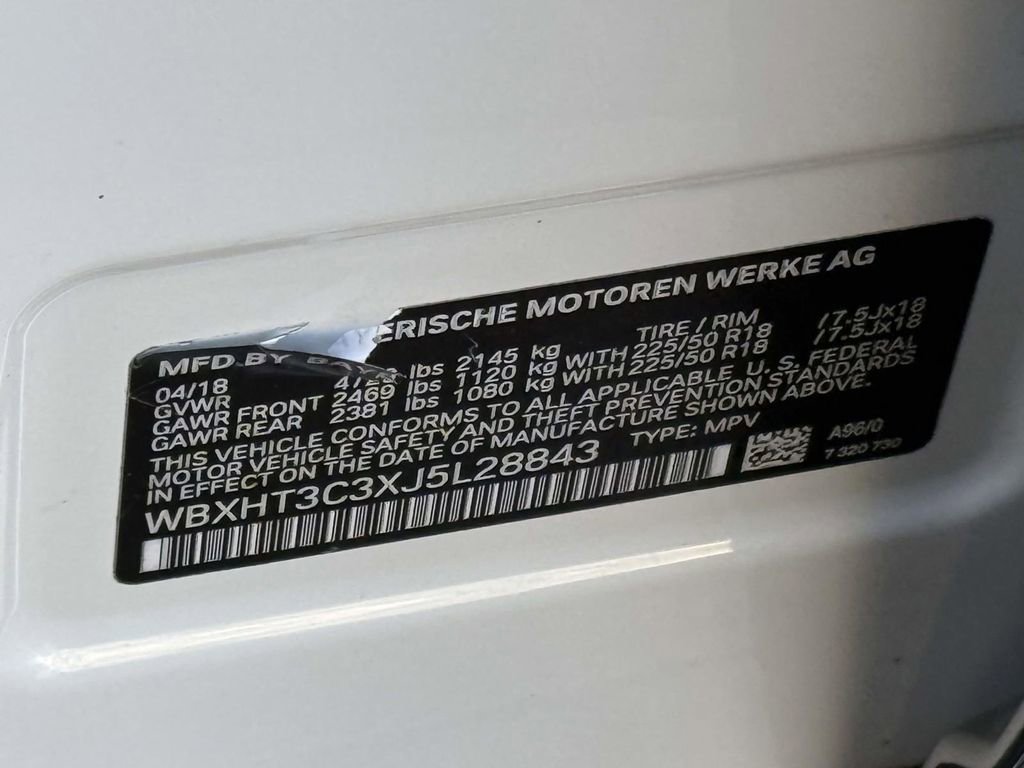 MFD BY ERISCHE MOTOREN WERKE AG
04/18 TIRE / RIM
GVWR lbs 2145 kg
GAWR FRONT 2469 lbs 1120 kg WITH 225/50 R18 /7.5Jx18
GAWR REAR 2381 lbs 1080 kg WITH 225/50 R18 /7.5Jx18
THIS VEHICLE CONFORMS TO ALL APPLICABLE U. S. FEDERAL
MOTOR VEHICLE SAFETY AND THEFT PREVENTION STANDARDS
IN EFFECT ON THE DATE OF MANUFACTURE SHOWN ABOVE.
WBXHT3C3XJ5L28843 TYPE: MPV
A96/0
7 320 730